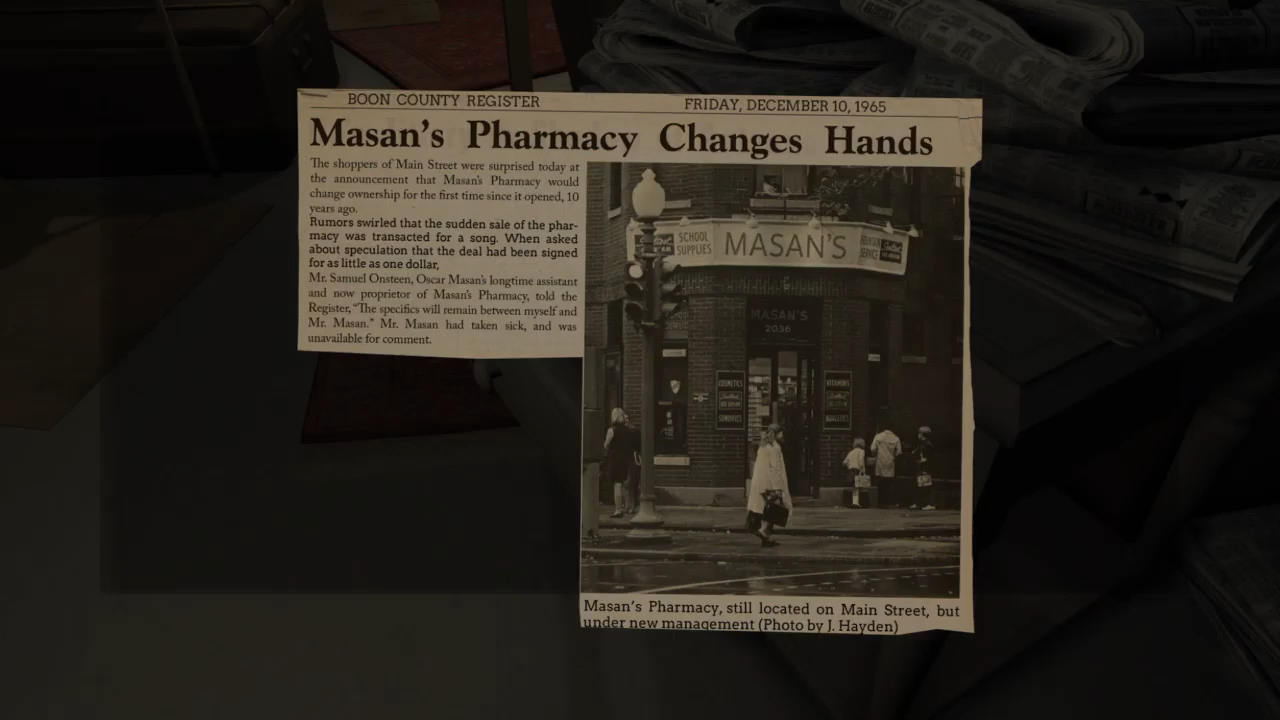 BOON COUNTY REGISTER
FRIDAY, DECEMBER 10, 1965
Masan's Pharmacy Changes Hands
The shoppers of Main Street were surprised today at
the announcement that Masan's Pharmacy would
change ownership for the first time since it opened, 10
years ago.
Rumors swirled that the sudden sale of the phar-
macy was transacted for a song. When asked
about speculation that the deal had been signed
for as little as one dollar,
Mr. Samuel Onsteen, Oscar Masan's longtime assistant
and now proprietor of Masan's Pharmacy, told the
Register, "The specifics will remain between myself and
Mr. Masan." Mr. Masan had taken sick, and was
unavailable for comment.
SCHOOL
SUPPLIES
MASAN'S
SERVICE
MASAN'S
2036
COSMETICS
VITAMINS
Masan's Pharmacy, still located on Main Street, but
under new management (Photo by J. Hayden)